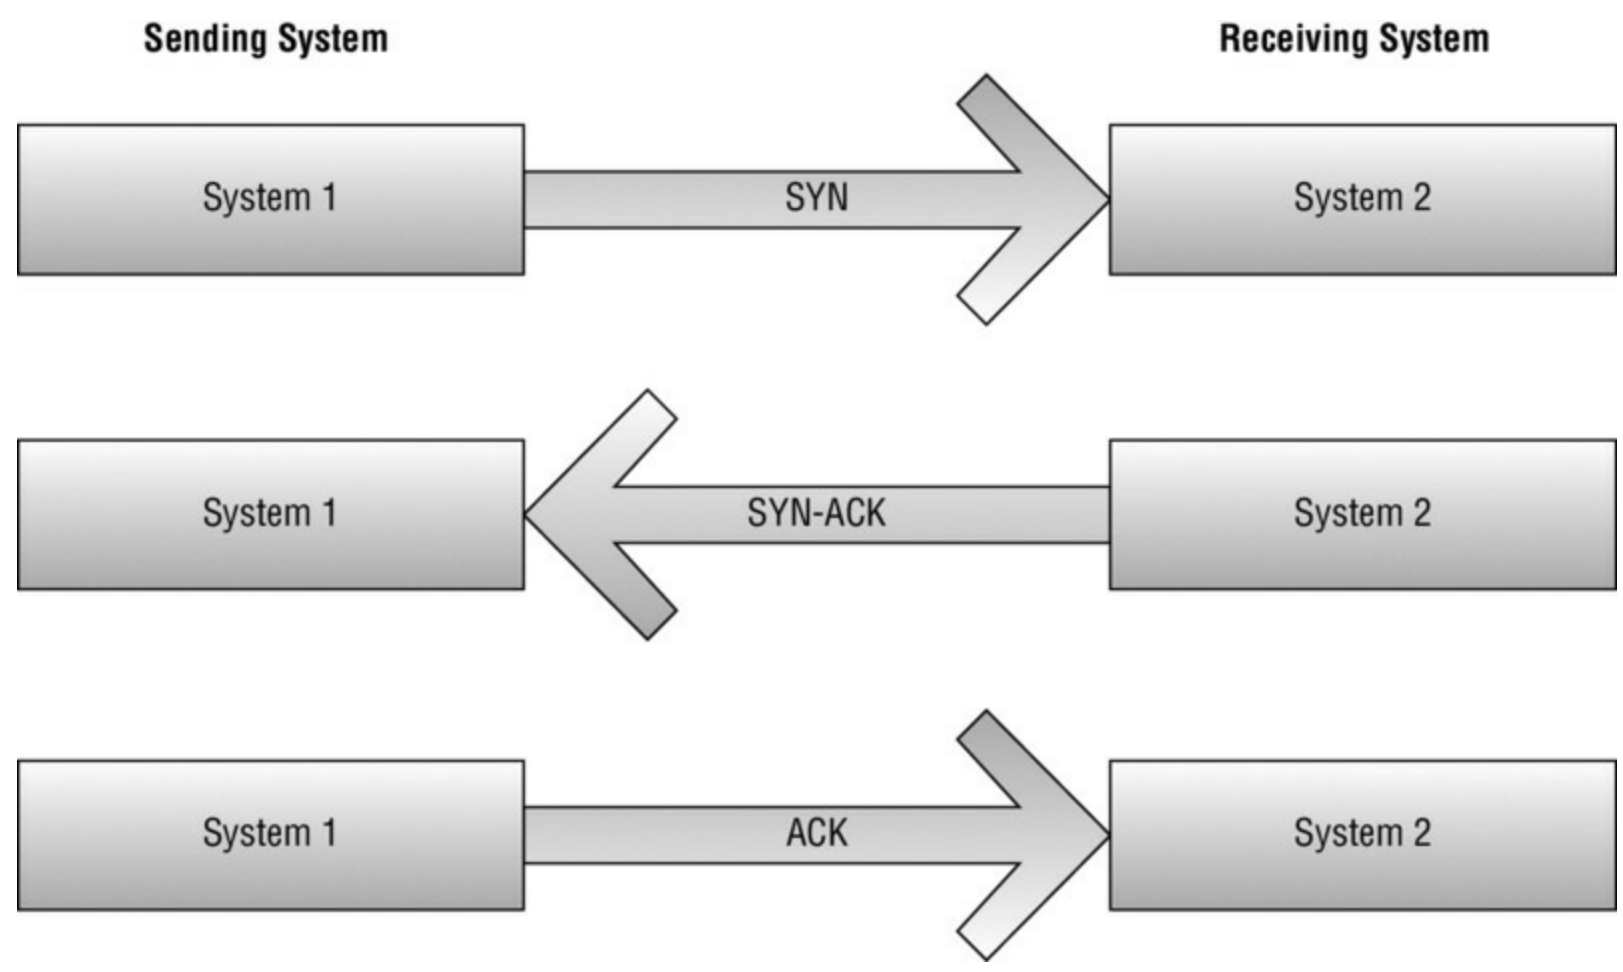 Sending System
Receiving System
System 1
SYN
System 2
System 1
SYN-ACK
System 2
System 1
ACK
System 2